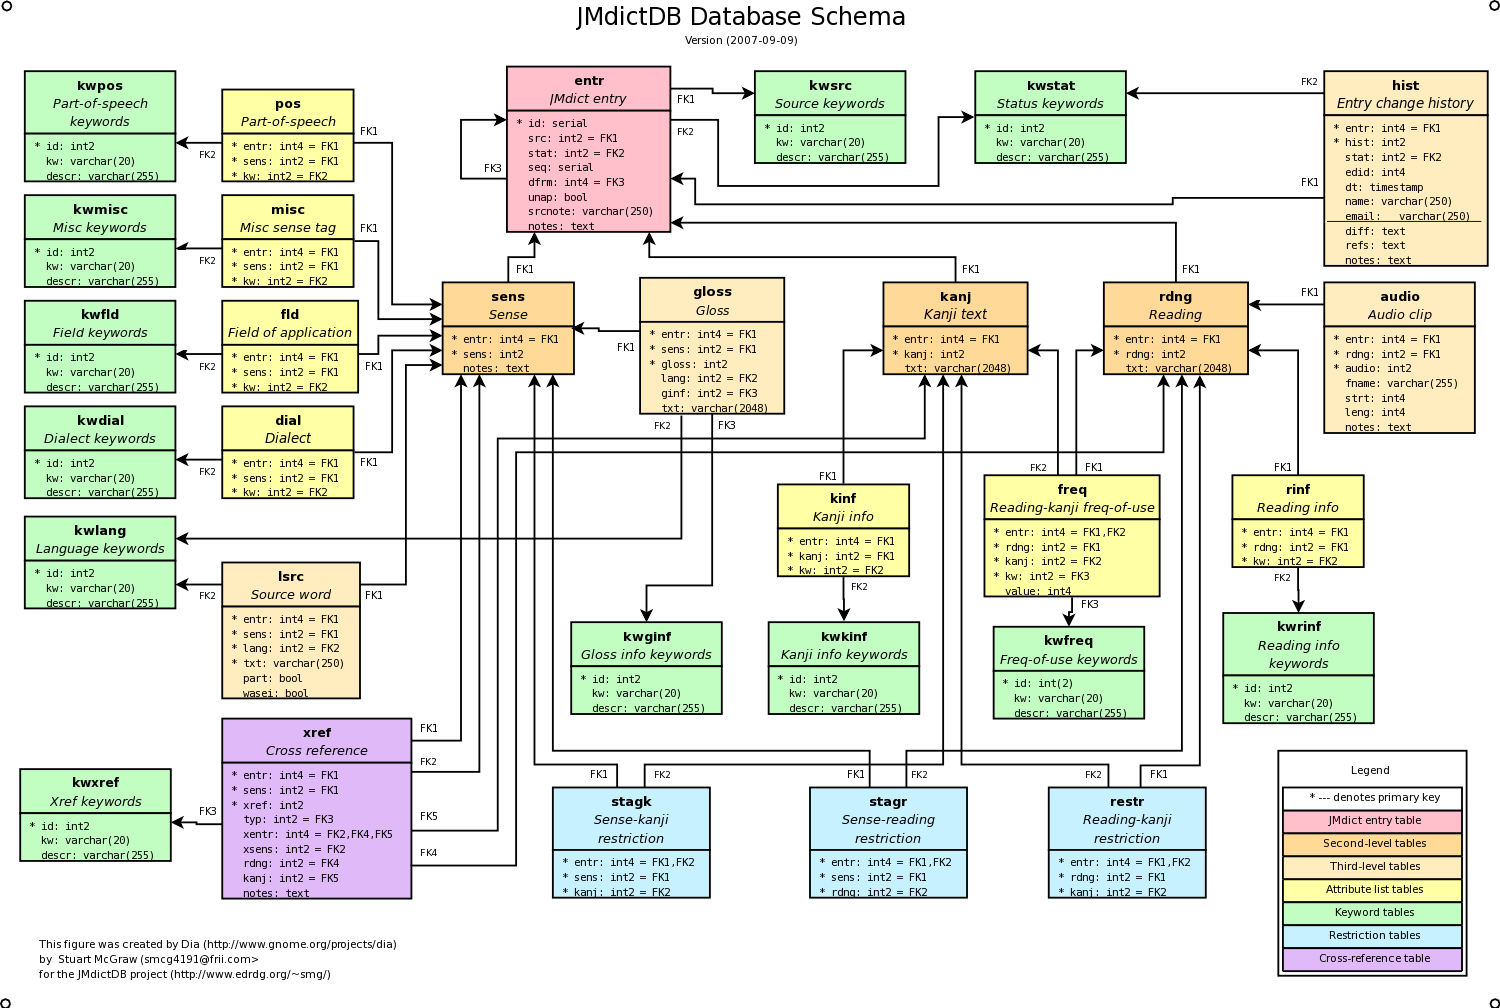 JMdictDB Database Schema
Version (2007-09-09)
kwpos
Part-of-speech
keywords
* id: int2
kw: varchar(20)
descr: varchar(255)
FK2
pos
Part-of-speech
* entr: int4 = FK1
* sens: int2 = FK1
* kw: int2 = FK2
FK1
entr
JMdict entry
* id: serial
src: int2 = FK1
stat: int2 = FK2
seq: serial
dfrm: int4 = FK3
unap: bool
srcnote: varchar(250)
notes: text
FK1
FK2
FK3
kwsrc
Source keywords
* id: int2
kw: varchar(20)
descr: varchar(255)
kwstat
Status keywords
* id: int2
kw: varchar(20)
descr: varchar(255)
FK2
FK1
hist
Entry change history
* entr: int4 = FK1
* hist: int2
stat: int2 = FK2
edid: int4
dt: timestamp
name: varchar(250)
email: varchar(250)
diff: text
refs: text
notes: text
kwmisc
Misc keywords
* id: int2
kw: varchar(20)
descr: varchar(255)
FK2
misc
Misc sense tag
* entr: int4 = FK1
* sens: int2 = FK1
* kw: int2 = FK2
FK1
kwfld
Field keywords
* id: int2
kw: varchar(20)
descr: varchar(255)
FK2
fld
Field of application
* entr: int4 = FK1
* sens: int2 = FK1
* kw: int2 = FK2
FK1
FK1
sens
Sense
* entr: int4 = FK1
* sens: int2
notes: text
gloss
Gloss
* entr: int4 = FK1
* sens: int2 = FK1
* gloss: int2
lang: int2 = FK2
ginf: int2 = FK3
txt: varchar(2048)
FK1
FK2
FK3
FK1
kanj
Kanji text
* entr: int4 = FK1
* kanj: int2
txt: varchar(2048)
FK1
rdng
Reading
* entr: int4 = FK1
* rdng: int2
txt: varchar(2048)
FK1
audio
Audio clip
* entr: int4 = FK1
* rdng: int2 = FK1
* audio: int2
fname: varchar(255)
strt: int4
leng: int4
notes: text
kwdial
Dialect keywords
* id: int2
kw: varchar(20)
descr: varchar(255)
FK2
dial
Dialect
* entr: int4 = FK1
* sens: int2 = FK1
* kw: int2 = FK2
FK1
kwlang
Language keywords
* id: int2
kw: varchar(20)
descr: varchar(255)
FK2
lsrc
Source word
* entr: int4 = FK1
* sens: int2 = FK1
* lang: int2 = FK2
* txt: varchar(250)
part: bool
wasei: bool
FK1
FK1
kinf
Kanji info
* entr: int4 = FK1
* kanj: int2 = FK1
* kw: int2 = FK2
FK2
FK2
FK1
freq
Reading-kanji freq-of-use
* entr: int4 = FK1,FK2
* rdng: int2 = FK1
* kanj: int2 = FK2
* kw: int2 = FK3
value: int4
FK3
FK1
rinf
Reading info
* entr: int4 = FK1
* rdng: int2 = FK1
* kw: int2 = FK2
FK2
kwginf
Gloss info keywords
* id: int2
kw: varchar(20)
descr: varchar(255)
kwkinf
Kanji info keywords
* id: int2
kw: varchar(20)
descr: varchar(255)
kwfreq
Freq-of-use keywords
* id: int(2)
kw: varchar(20)
descr: varchar(255)
kwrinf
Reading info
keywords
* id: int2
kw: varchar(20)
descr: varchar(255)
kwxref
Xref keywords
* id: int2
kw: varchar(20)
descr: varchar(255)
FK3
xref
Cross reference
* entr: int4 = FK1
* sens: int2 = FK1
* xref: int2
typ: int2 = FK3
xentr: int4 = FK2,FK4,FK5
xsens: int2 = FK2
rdng: int2 = FK4
kanj: int2 = FK5
notes: text
FK1
FK2
FK5
FK4
FK1
FK2
stagk
Sense-kanji
restriction
* entr: int4 = FK1,FK2
* sens: int2 = FK1
* kanj: int2 = FK2
FK1
FK2
stagr
Sense-reading
restriction
* entr: int4 = FK1,FK2
* sens: int2 = FK1
* rdng: int2 = FK2
FK2
FK1
restr
Reading-kanji
restriction
* entr: int4 = FK1,FK2
* rdng: int2 = FK1
* kanj: int2 = FK2
Legend
* --- denotes primary key
JMdict entry table
Second-level tables
Third-level tables
Attribute list tables
Keyword tables
Restriction tables
Cross-reference table
This figure was created by Dia (http://www.gnome.org/projects/dia)
by Stuart McGraw (smcg4191@frii.com>
for the JMdictDB project (http://www.edrdg.org/~smg/)